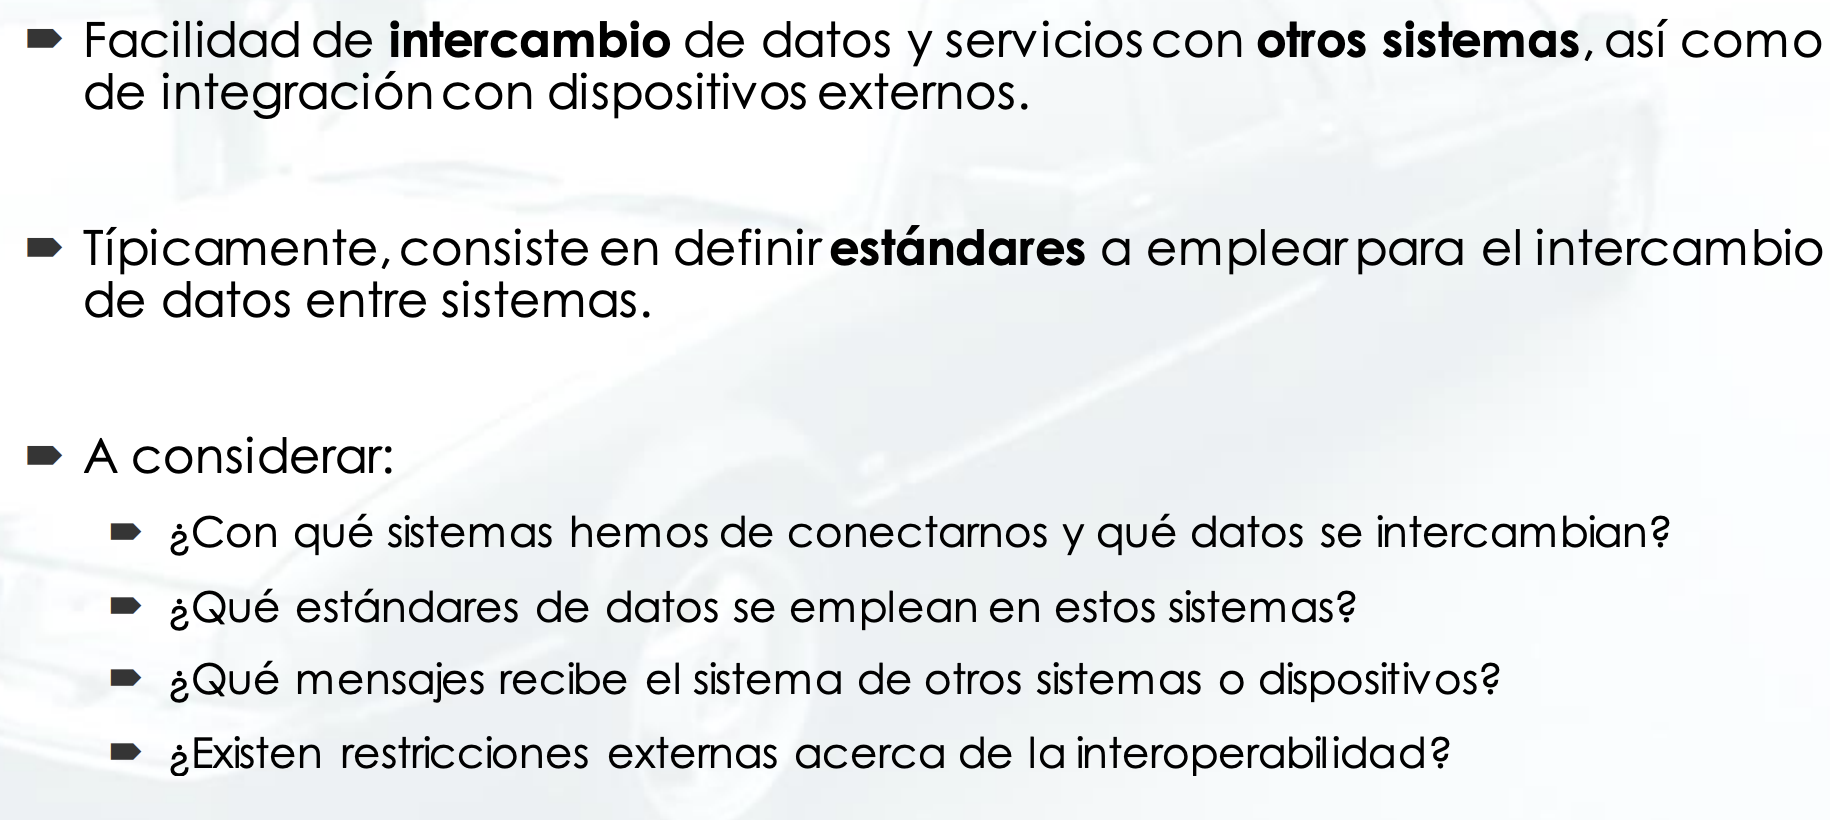 Facilidad de intercambio de datos y servicios con otros sistemas, así como
de integración con dispositivos externos.
Típicamente, consiste en definir estándares a emplear para el intercambio
de datos entre sistemas.
A considerar:
¿Con qué sistemas hemos de conectarnos y qué datos se intercambian?
¿Qué estándares de datos se emplean en estos sistemas?
¿Qué mensajes recibe el sistema de otros sistemas o dispositivos?
¿Existen restricciones externas acerca de la interoperabilidad?